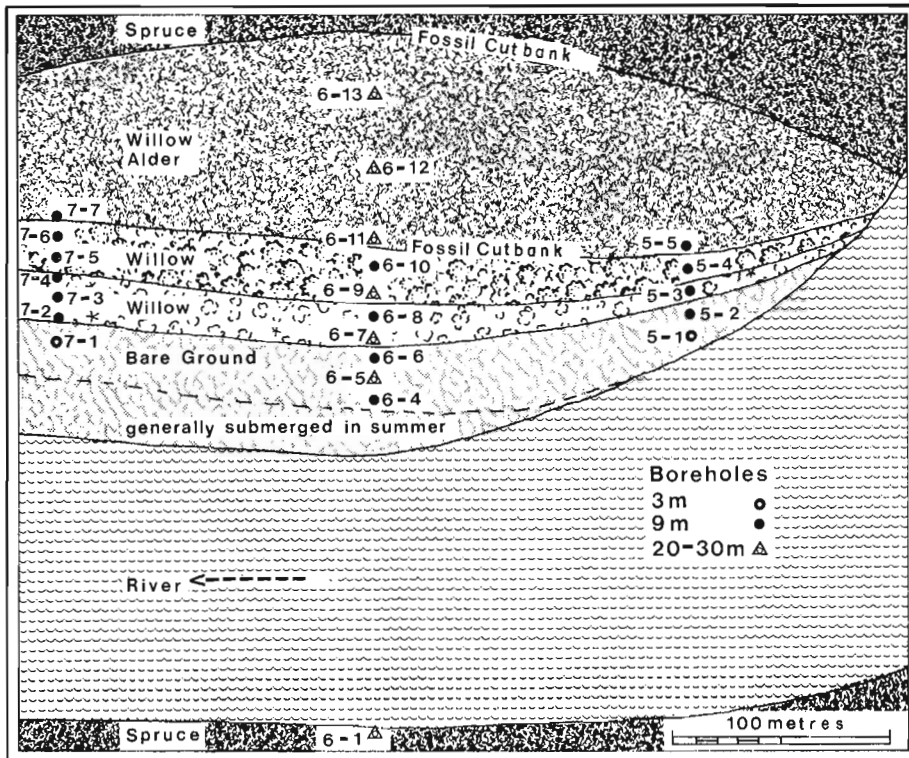 Spruce
Fossil Cutbank
6-13
Willow
Alder
6-12
7-7
7-6
6-11
Fossil Cutbank
5-5
7-5
Willow
6-10
5-4
7-4
6-9
5-3
7-3
Willow
6-8
5-2
7-2
6-7
5-1
7-1
Bare Ground
6-6
6-5
6-4
generally submerged in summer
Boreholes
3m
9m
20-30m
River
Spruce
6-1
100 metres